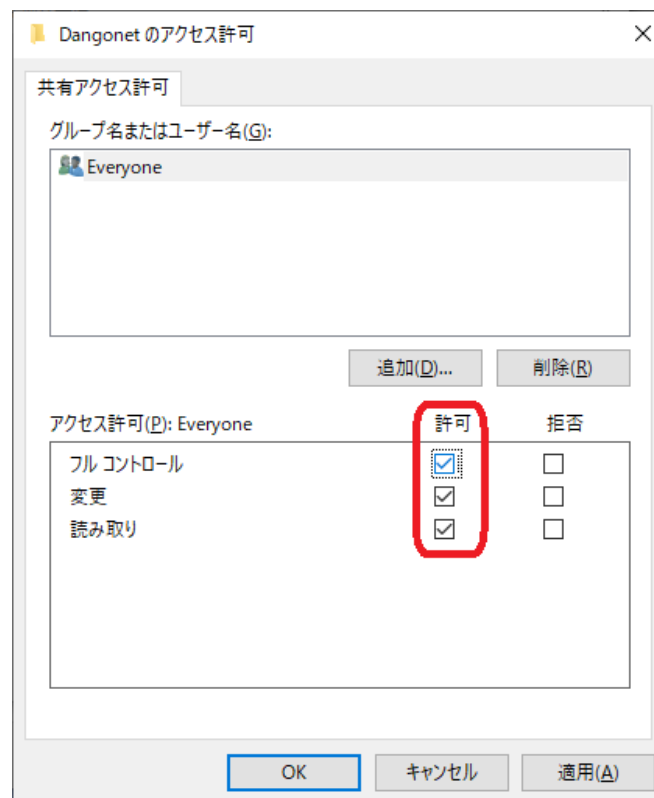 Dangonet のアクセス許可
共有アクセス許可
グループ名またはユーザー名(G):
Everyone
追加(D)... 削除(R)
アクセス許可(P): Everyone 許可 拒否
フル コントロール
変更
読み取り
OK キャンセル 適用(A)